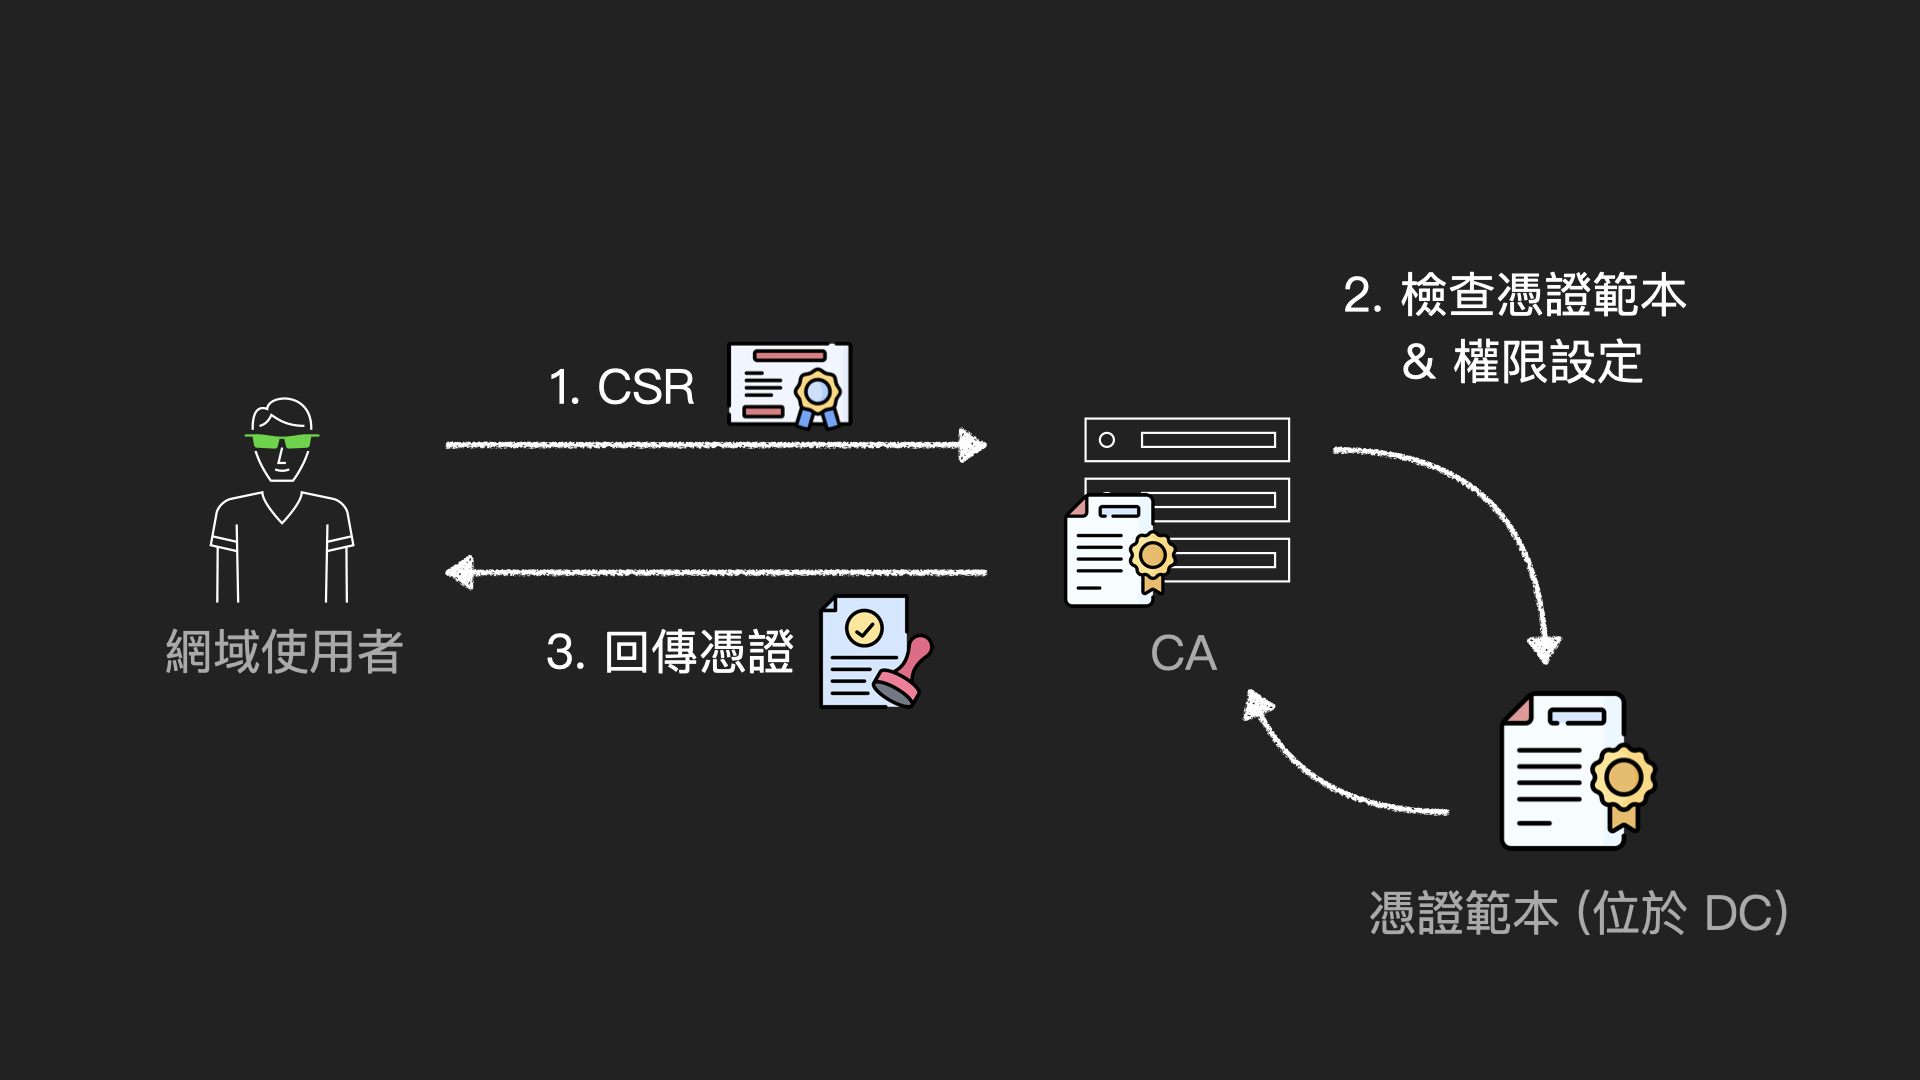 1. CSR
2. 檢查憑證範本
& 權限設定
網域使用者
3. 回傳憑證
CA
憑證範本 (位於 DC)